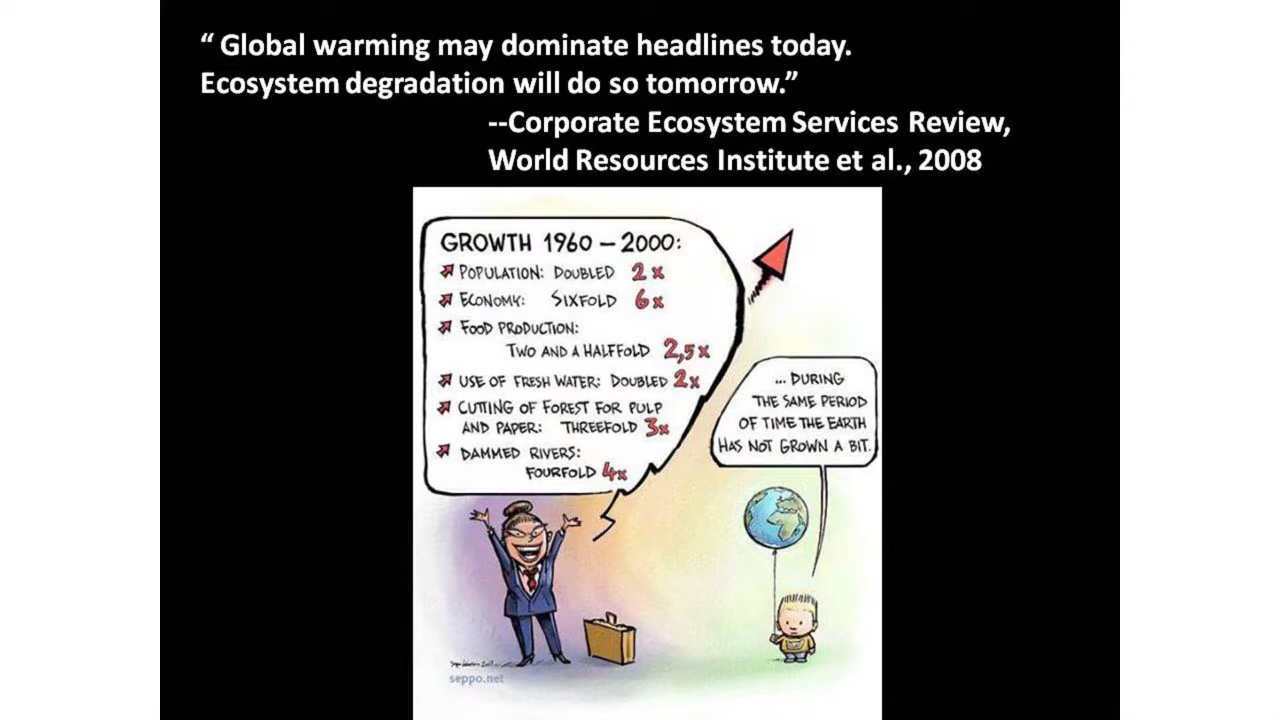 “ Global warming may dominate headlines today.
Ecosystem degradation will do so tomorrow.”
--Corporate Ecosystem Services Review,
World Resources Institute et al., 2008
GROWTH 1960 – 2000:
POPULATION: DOUBLED 2 x
ECONOMY: SIXFOLD 6 x
FOOD PRODUCTION:
TWO AND A HALFFOLD 2,5 x
USE OF FRESH WATER: DOUBLED 2x
CUTTING OF FOREST FOR PULP
AND PAPER: THREEFOLD 3x
DAMMED RIVERS:
FOURFOLD 4x
... DURING
THE SAME PERIOD
OF TIME THE EARTH
HAS NOT GROWN A BIT.
seppo.net